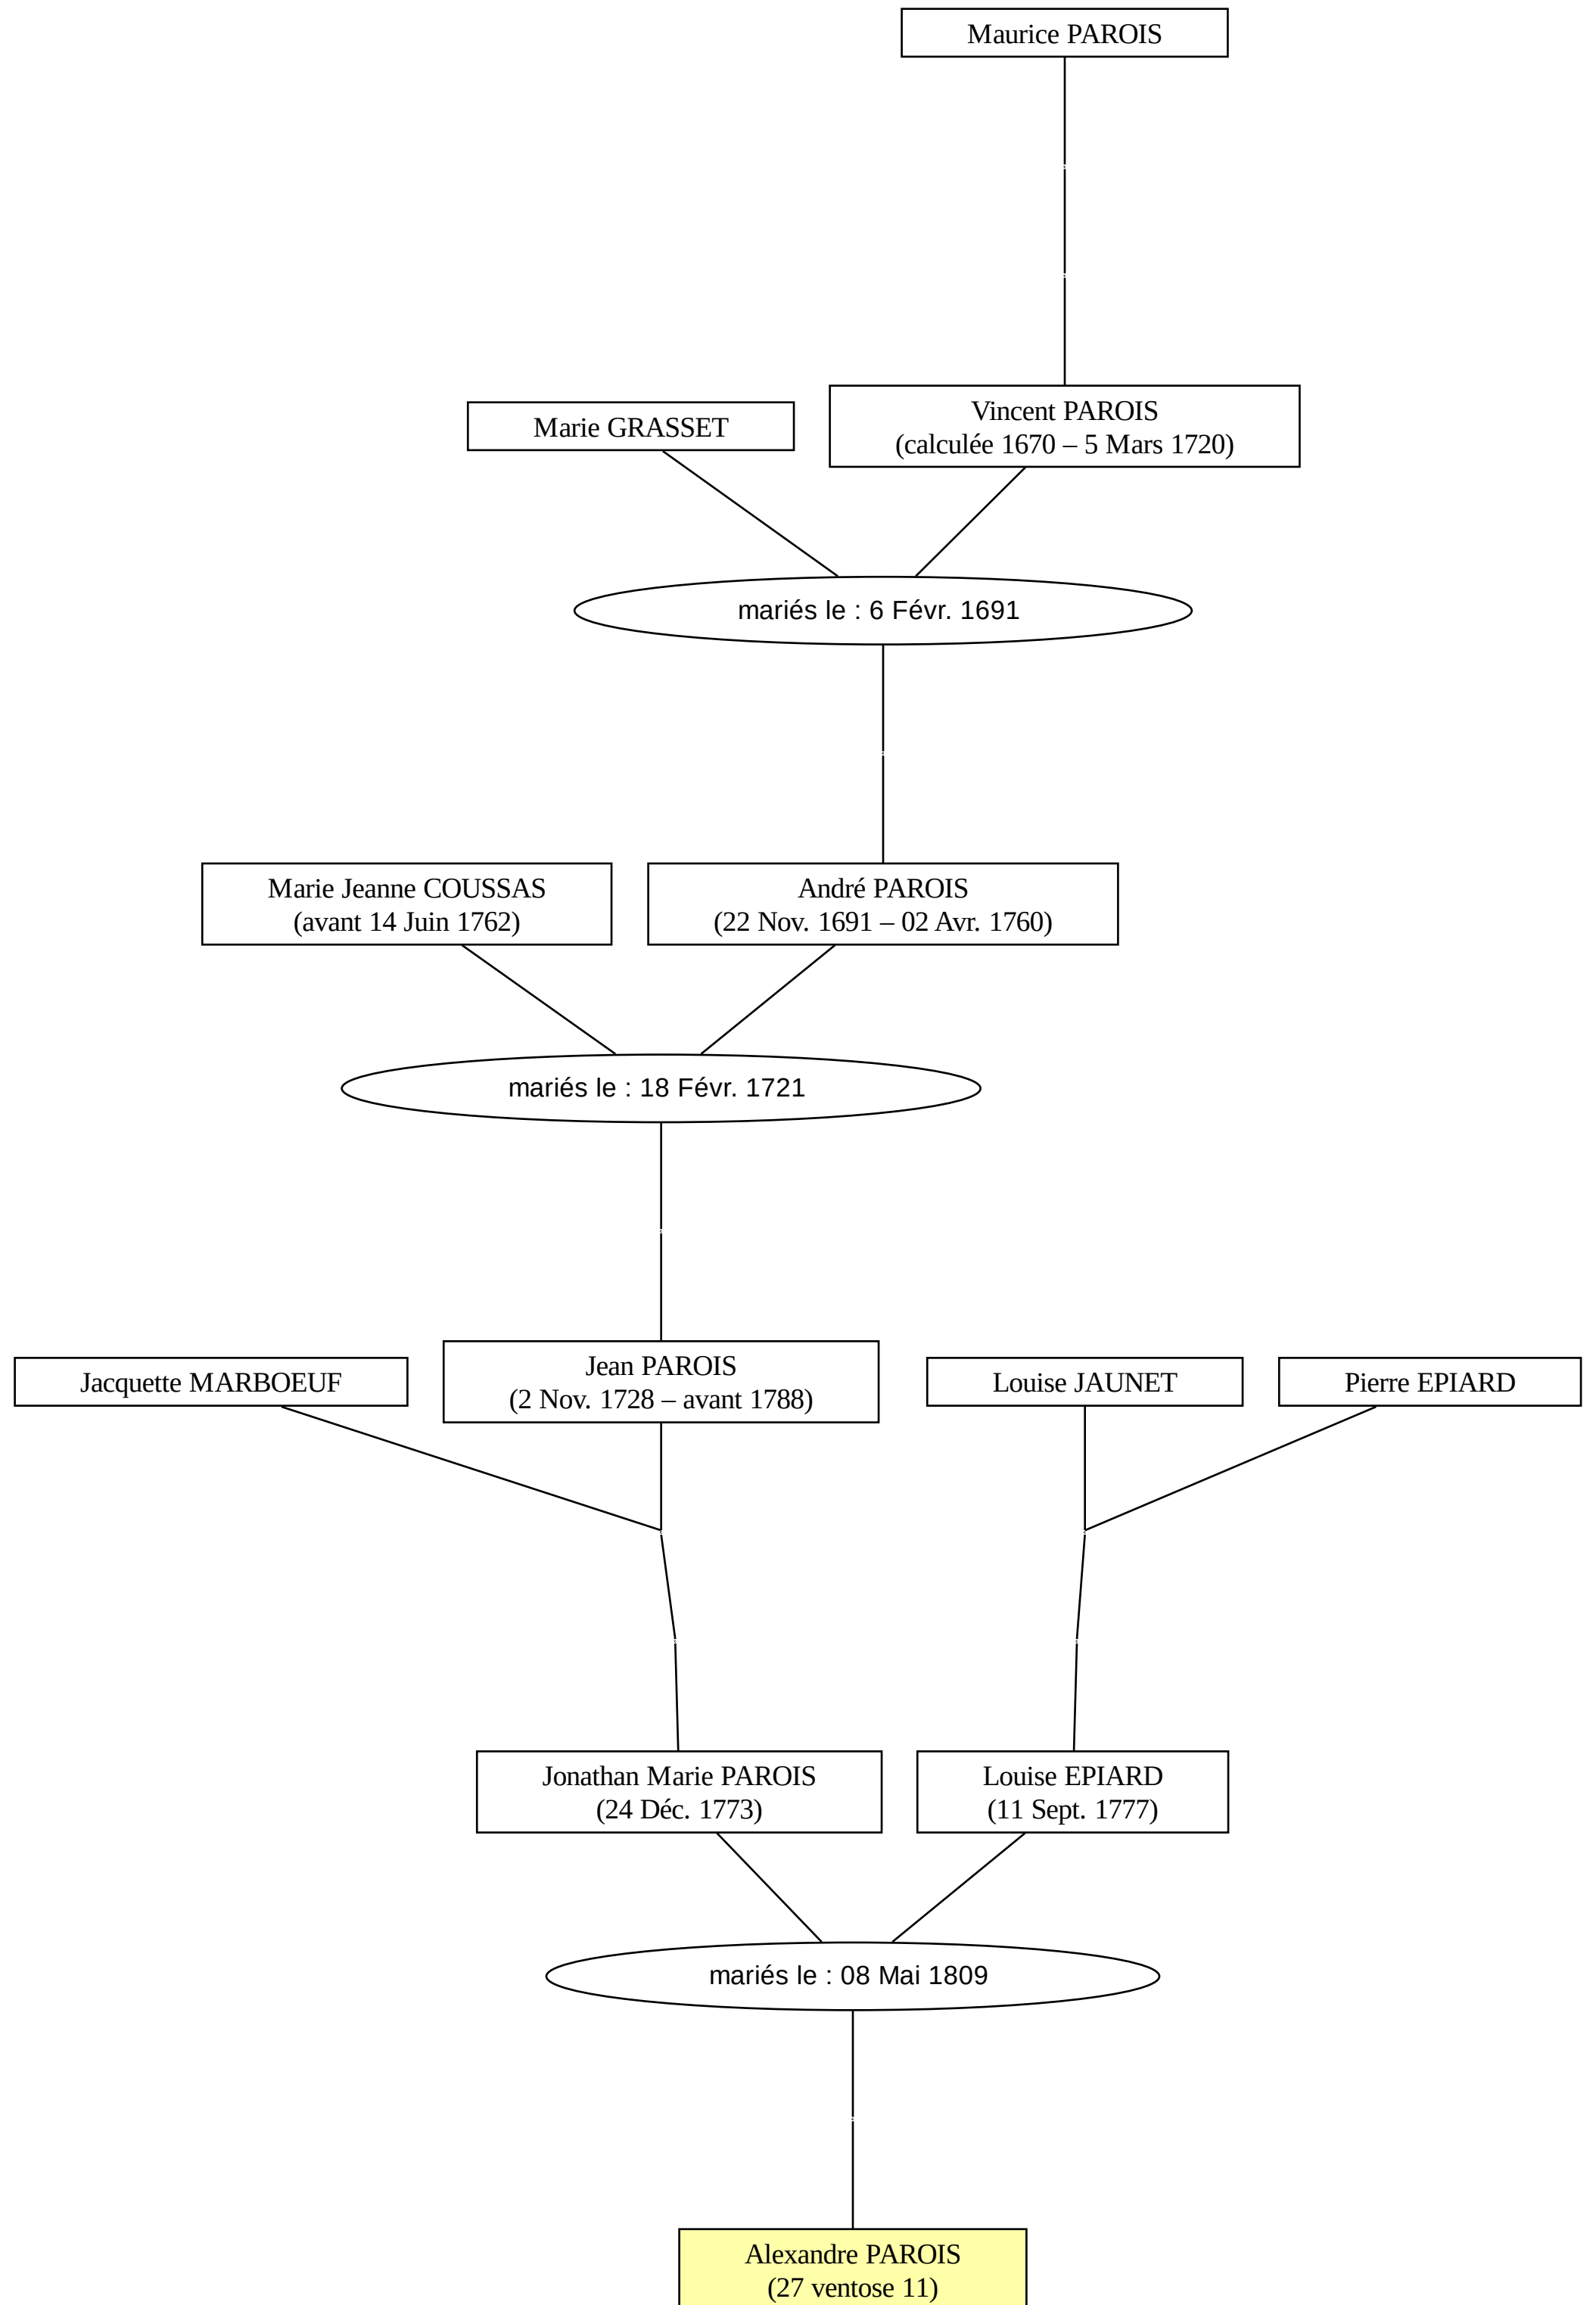 Maurice PAROIS
Marie GRASSET
Vincent PAROIS
(calculée 1670 – 5 Mars 1720)
mariés le : 6 Févr. 1691
Marie Jeanne COUSSAS
(avant 14 Juin 1762)
André PAROIS
(22 Nov. 1691 – 02 Avr. 1760)
mariés le : 18 Févr. 1721
Jacquette MARBOEUF
Jean PAROIS
(2 Nov. 1728 – avant 1788)
Louise JAUNET
Pierre EPIARD
Jonathan Marie PAROIS
(24 Déc. 1773)
Louise EPIARD
(11 Sept. 1777)
mariés le : 08 Mai 1809
Alexandre PAROIS
(27 ventose 11)